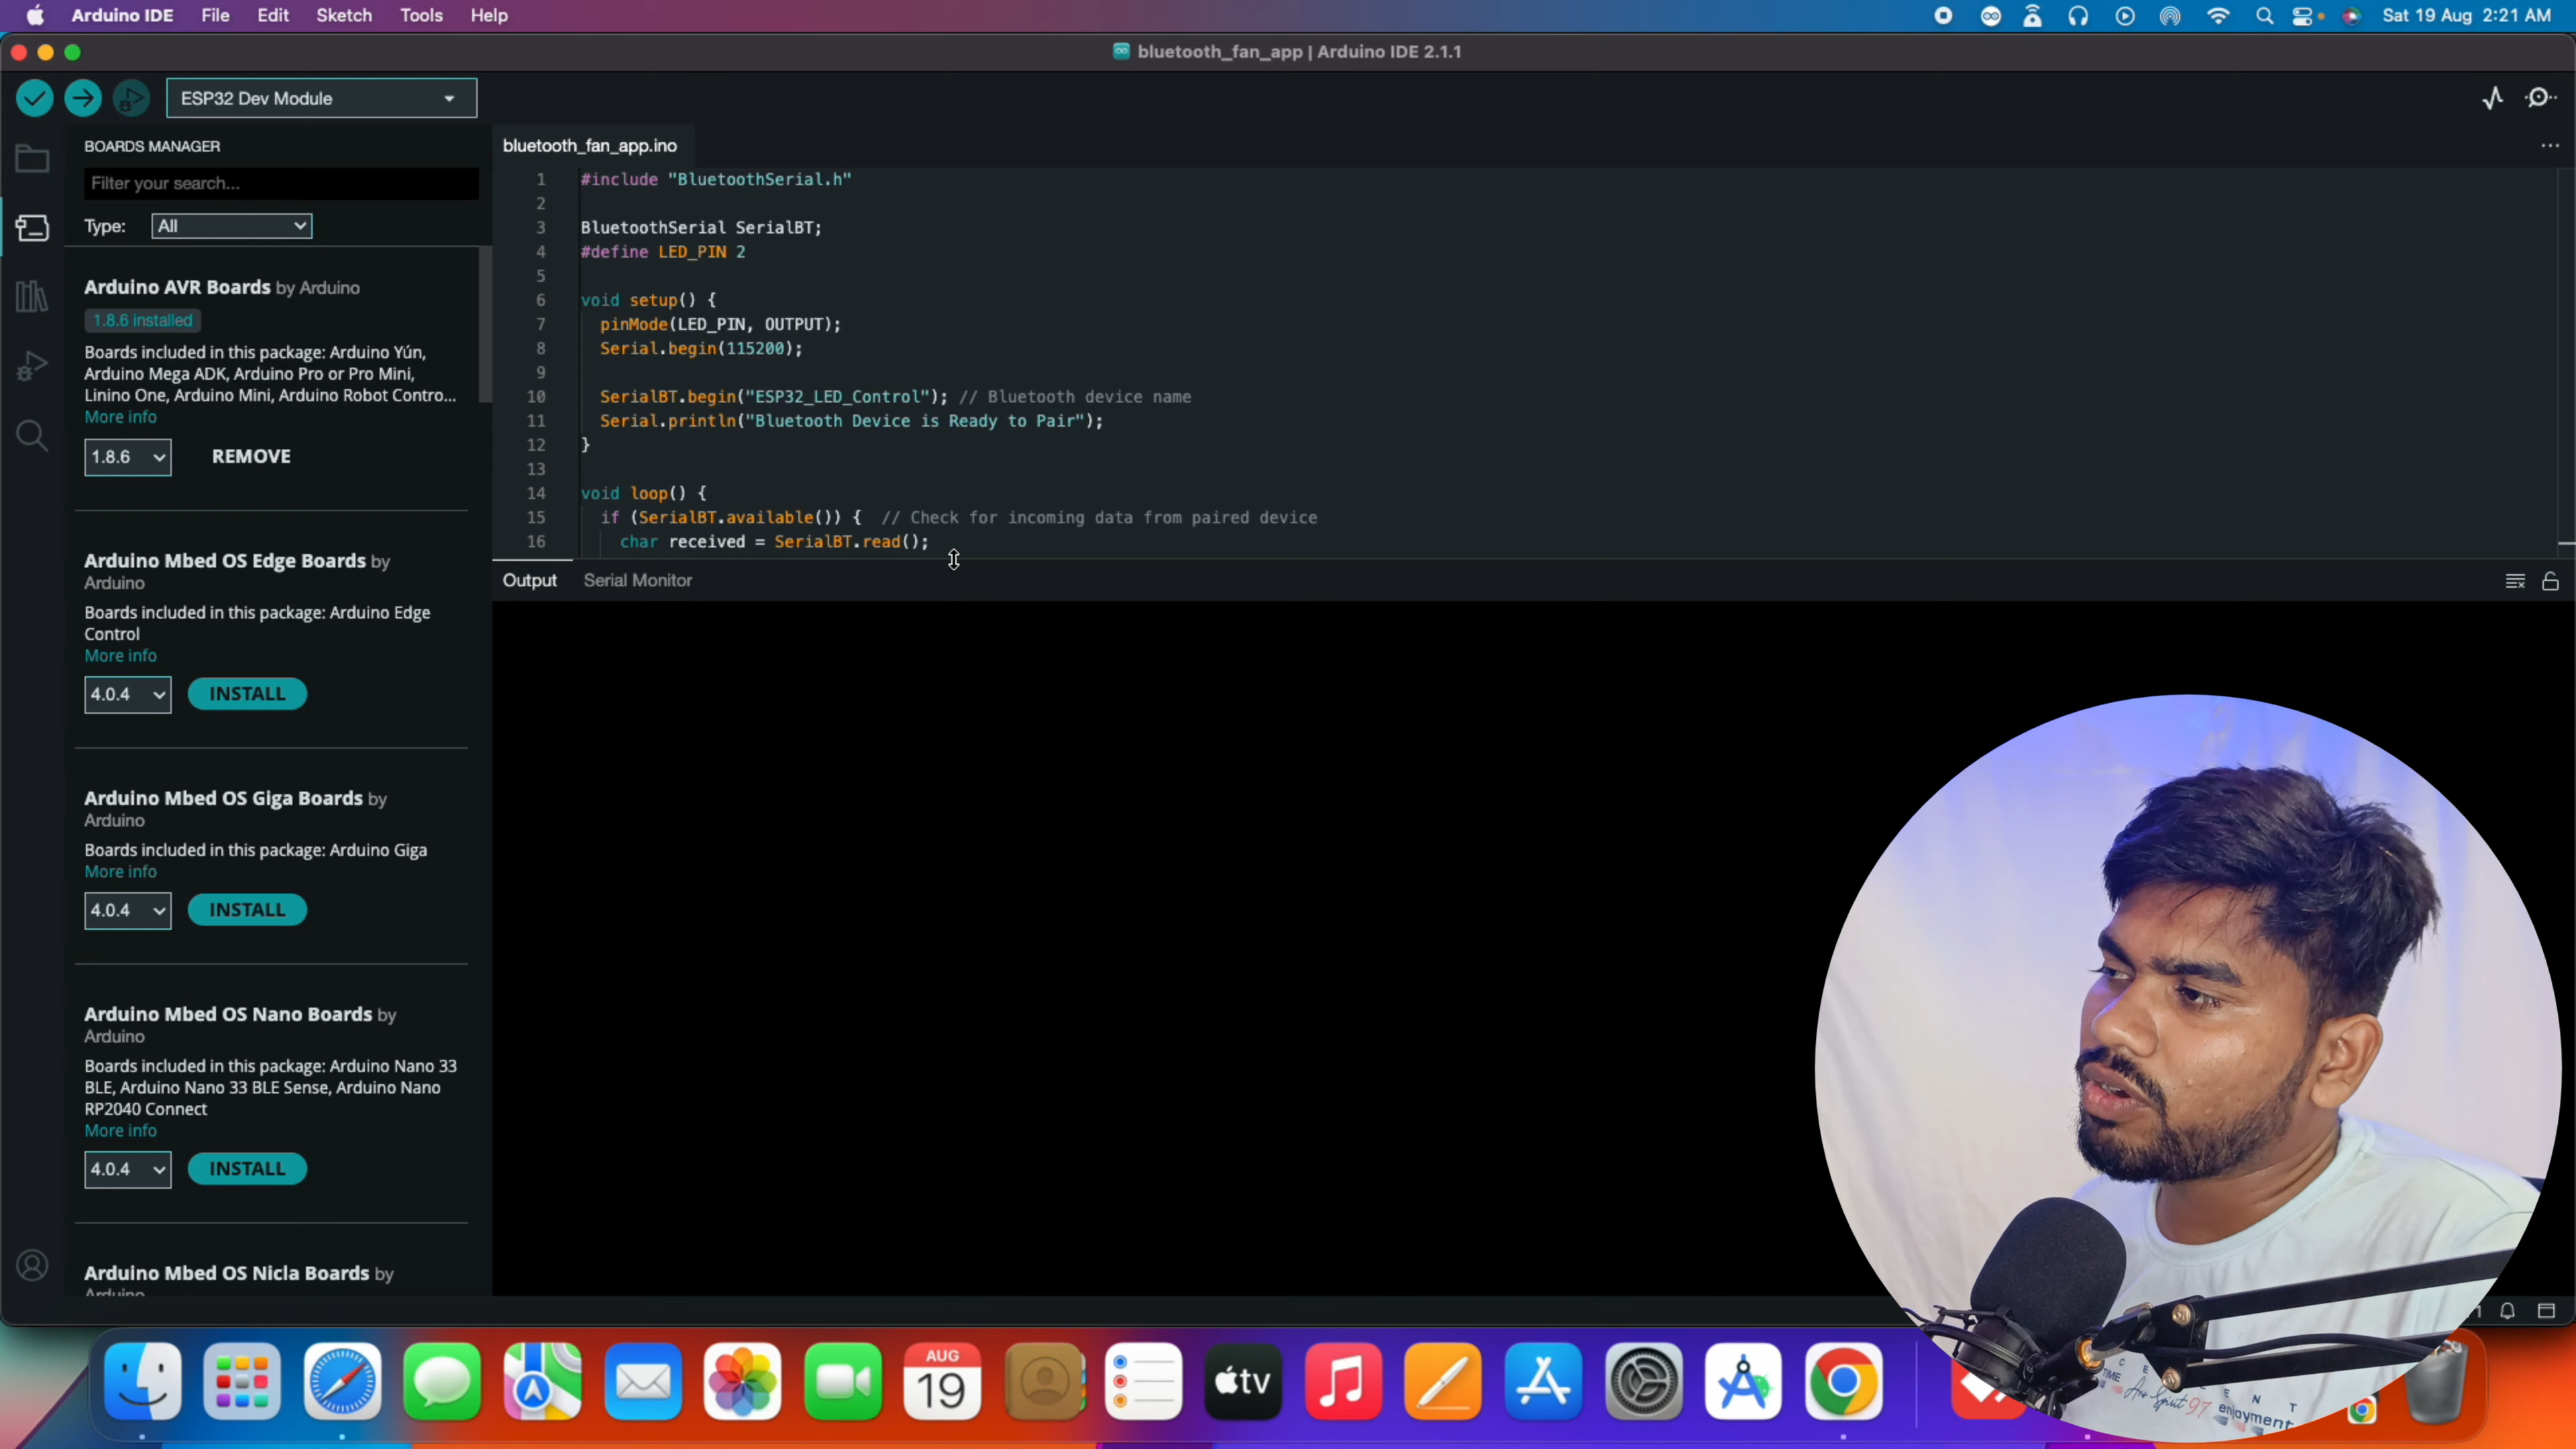 Arduino IDE File Edit Sketch Tools Help Sat 19 Aug 2:21 AM
bluetooth_fan_app | Arduino IDE 2.1.1
ESP32 Dev Module
BOARDS MANAGER
Filter your search...
Type: All
Arduino AVR Boards by Arduino
1.8.6 installed
Boards included in this package: Arduino Yún,
Arduino Mega ADK, Arduino Pro or Pro Mini,
Linino One, Arduino Mini, Arduino Robot Contro...
More info
1.8.6 REMOVE
Arduino Mbed OS Edge Boards by
Arduino
Boards included in this package: Arduino Edge
Control
More info
4.0.4 INSTALL
Arduino Mbed OS Giga Boards by
Arduino
Boards included in this package: Arduino Giga
More info
4.0.4 INSTALL
Arduino Mbed OS Nano Boards by
Arduino
Boards included in this package: Arduino Nano 33
BLE, Arduino Nano 33 BLE Sense, Arduino Nano
RP2040 Connect
More info
4.0.4 INSTALL
Arduino Mbed OS Nicla Boards by
Arduino
bluetooth_fan_app.ino
1 #include "BluetoothSerial.h"
2
3 BluetoothSerial SerialBT;
4 #define LED_PIN 2
5
6 void setup() {
7 pinMode(LED_PIN, OUTPUT);
8 Serial.begin(115200);
9
10 SerialBT.begin("ESP32_LED_Control"); // Bluetooth device name
11 Serial.println("Bluetooth Device is Ready to Pair");
12 }
13
14 void loop() {
15 if (SerialBT.available()) { // Check for incoming data from paired device
16 char received = SerialBT.read();
Output Serial Monitor
AUG
19
tv
TIME
97
enjoyment